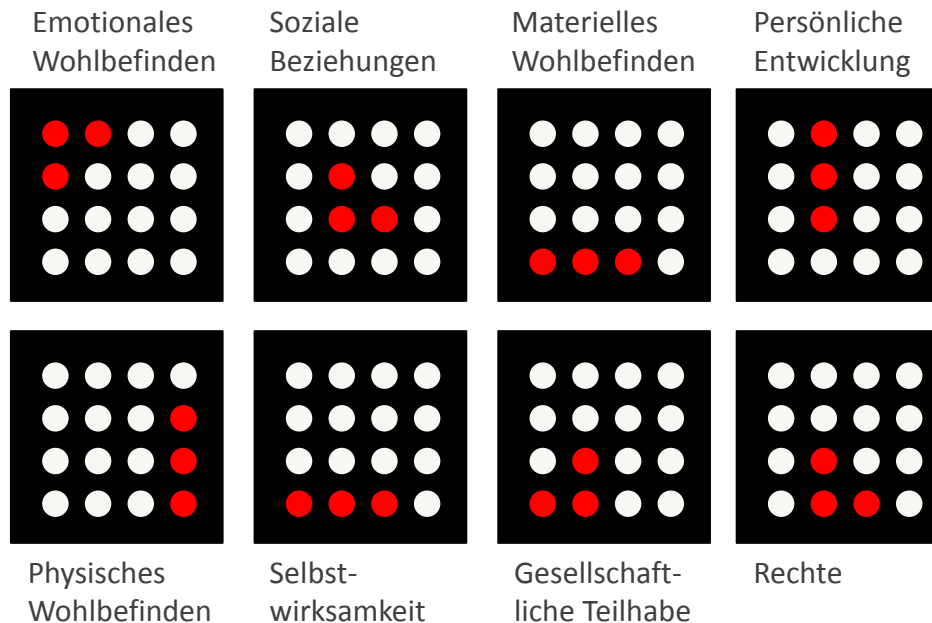 Emotionales
Wohlbefinden
Soziale
Beziehungen
Materielles
Wohlbefinden
Persönliche
Entwicklung
Physisches
Wohlbefinden
Selbst-
wirksamkeit
Gesellschaft-
liche Teilhabe
Rechte